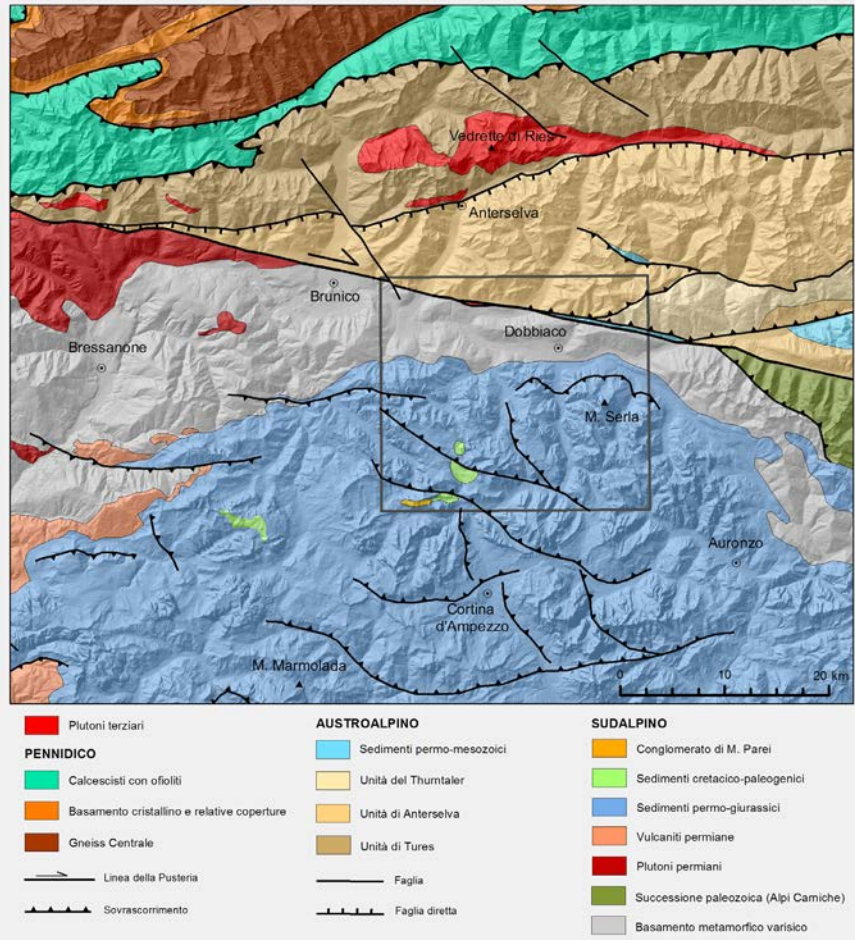 Vedrette di Ries
Anterselva
Brunico
Dobbiaco
Bressanone
M. Serla
Auronzo
Cortina
d'Ampezzo
M. Marmolada
0 10 20 km
Plutoni terziari
PENNIDICO
Calcescisti con ofioliti
Basamento cristallino e relative coperture
Gneiss Centrale
Linea della Pusteria
Sovrascorrimento
AUSTROALPINO
Sedimenti permo-mesozoici
Unità del Thurntaler
Unità di Anterselva
Unità di Tures
Faglia
Faglia diretta
SUDALPINO
Conglomerato di M. Parei
Sedimenti cretacico-paleogenici
Sedimenti permo-giurassici
Vulcaniti permiane
Plutoni permiani
Successione paleozoica (Alpi Carniche)
Basamento metamorfico varisico